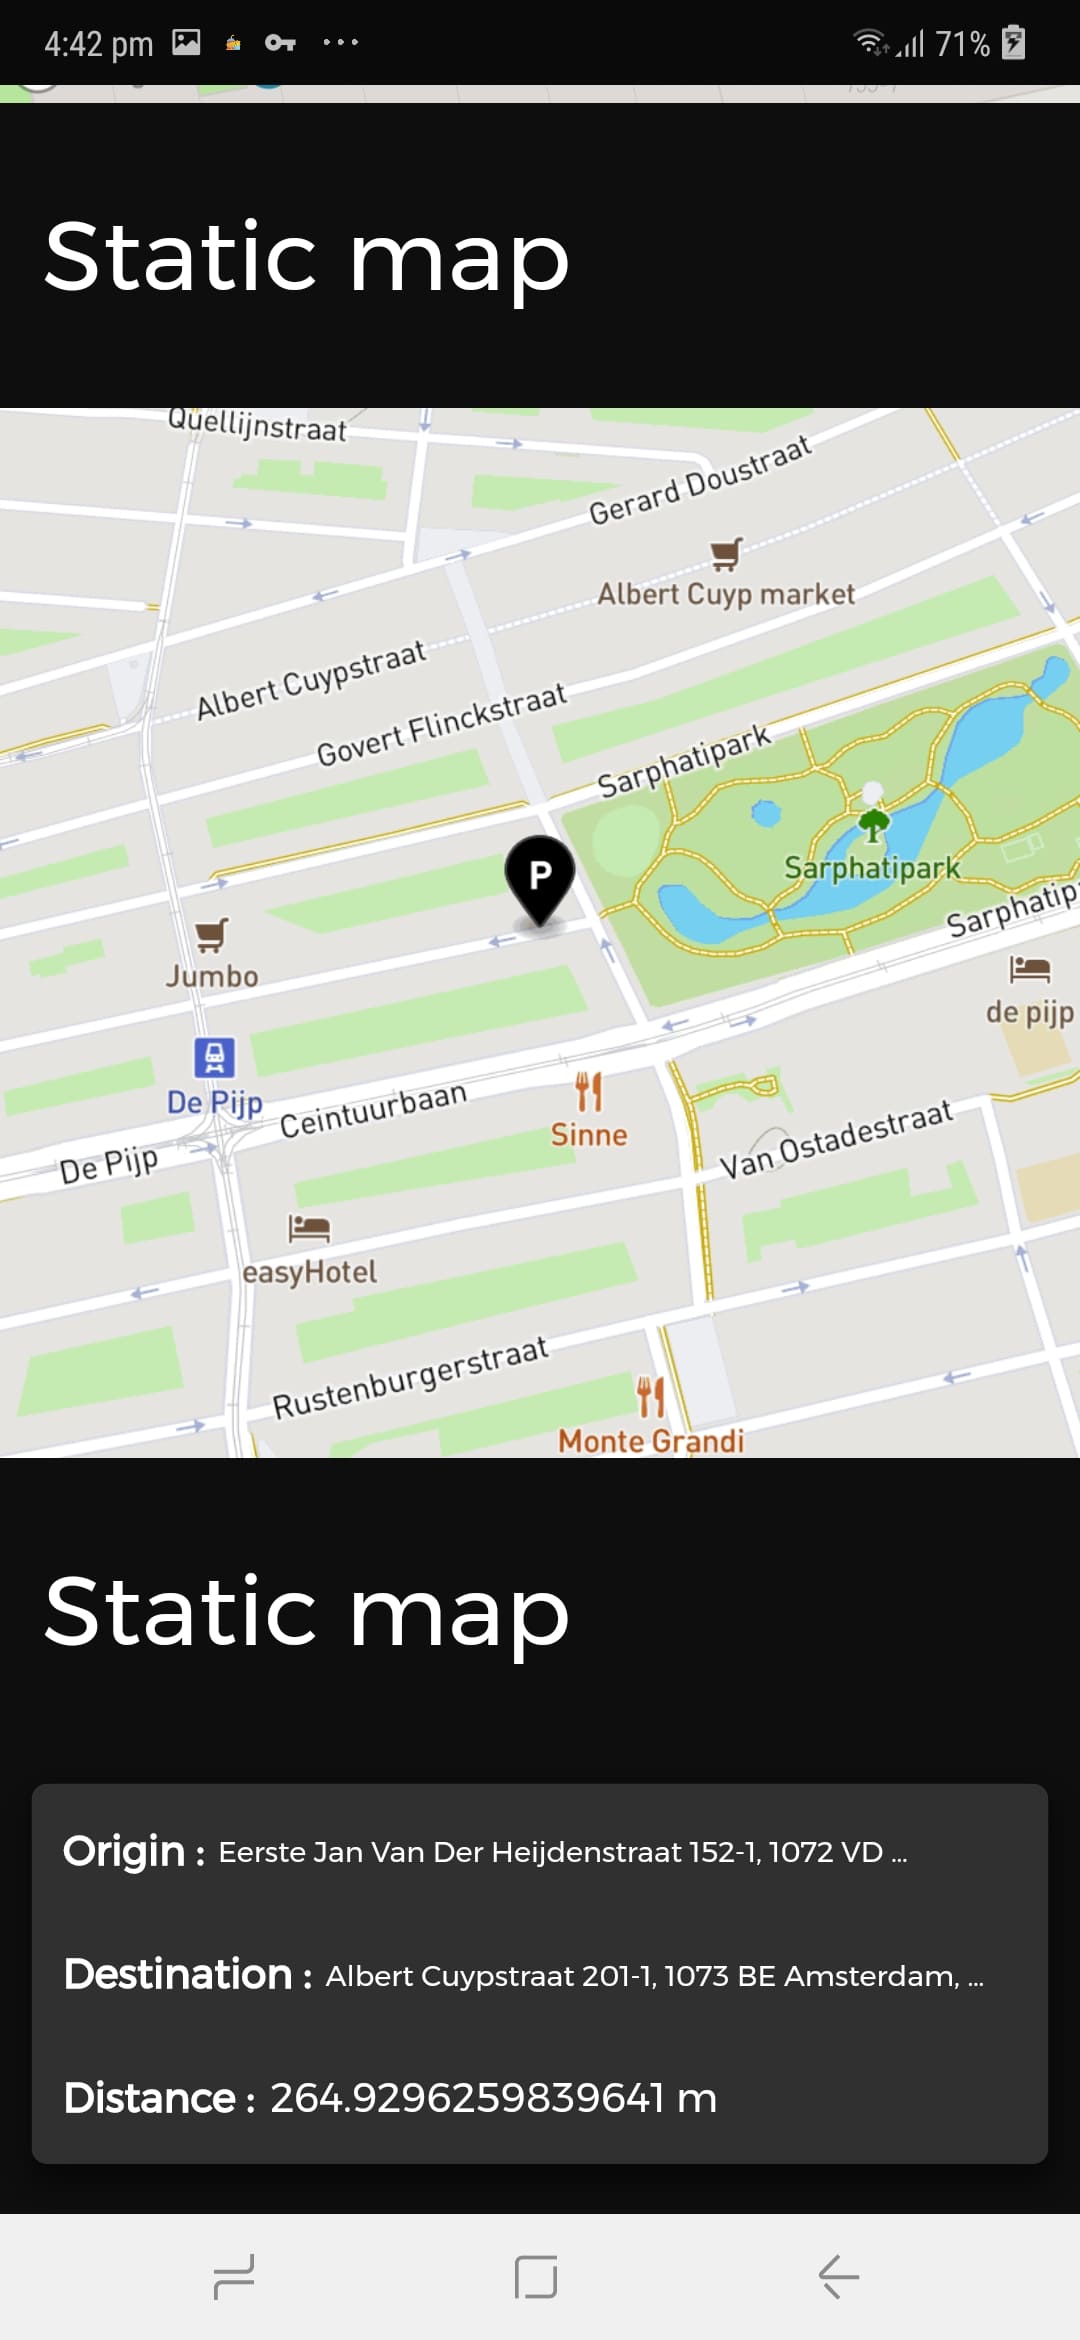 4:42 pm
71%
Static map
Quellijnstraat
Gerard Doustraat
Albert Cuyp market
Albert Cuypstraat
Govert Flinckstraat
Sarphatipark
P
Sarphatipark
Sarphatip
Jumbo
de pijp
De Pijp
Ceintuurbaan
Sinne
Van Ostadestraat
De Pijp
easyHotel
Rustenburgerstraat
Monte Grandi
Static map
Origin : Eerste Jan Van Der Heijdenstraat 152-1, 1072 VD ...
Destination : Albert Cuypstraat 201-1, 1073 BE Amsterdam, ...
Distance : 264.9296259839641 m